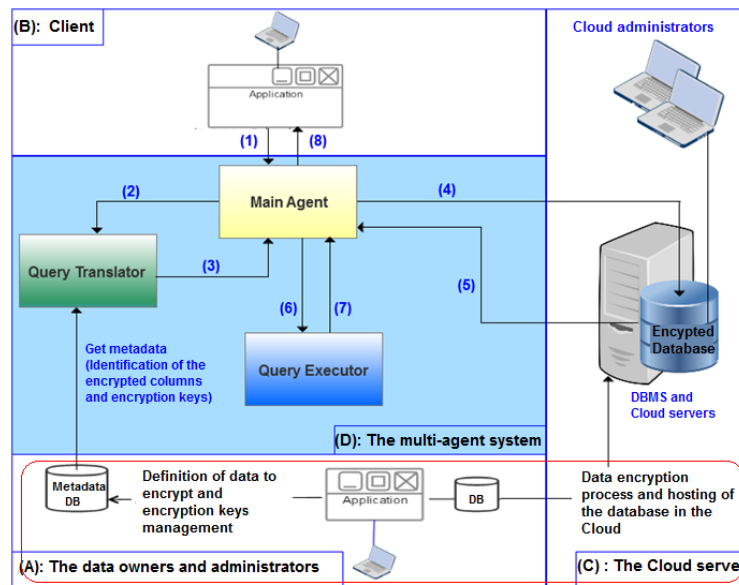 (B): Client
Cloud administrators
Application
(1)
(8)
(2)
Main Agent
(4)
Query Translator
(3)
(5)
(6)
(7)
Encypted
Database
Get metadata
(Identification of the
encrypted columns
and encryption keys)
Query Executor
DBMS and
Cloud servers
(D): The multi-agent system
Metadata
DB
Definition of data to
encrypt and
encryption keys
management
Application
DB
Data encryption
process and hosting of
the database in the
Cloud
(A): The data owners and administrators
(C) : The Cloud serve